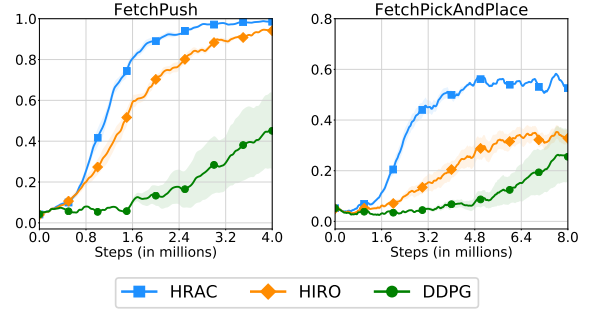 FetchPush
1.0
0.8
0.6
0.4
0.2
0.0
0.0 0.8 1.6 2.4 3.2 4.0
Steps (in millions)
FetchPickAndPlace
0.8
0.6
0.4
0.2
0.0
0.0 1.6 3.2 4.8 6.4 8.0
Steps (in millions)
HRAC HIRO DDPG